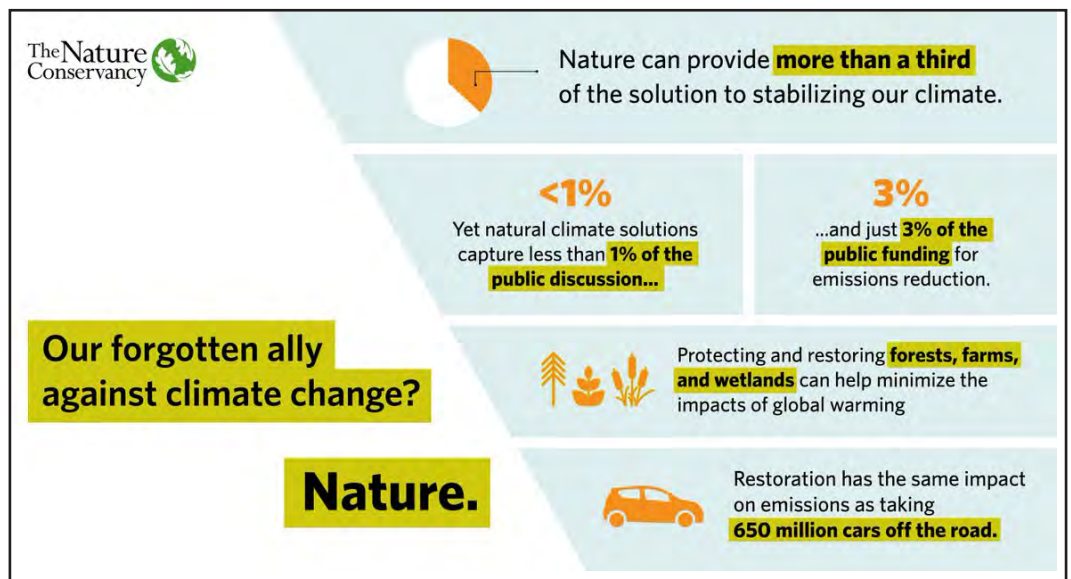 The Nature
Conservancy
Nature can provide more than a third
of the solution to stabilizing our climate.
<1%
Yet natural climate solutions
capture less than 1% of the
public discussion...
3%
...and just 3% of the
public funding for
emissions reduction.
Our forgotten ally
against climate change?
Nature.
Protecting and restoring forests, farms,
and wetlands can help minimize the
impacts of global warming
Restoration has the same impact
on emissions as taking
650 million cars off the road.